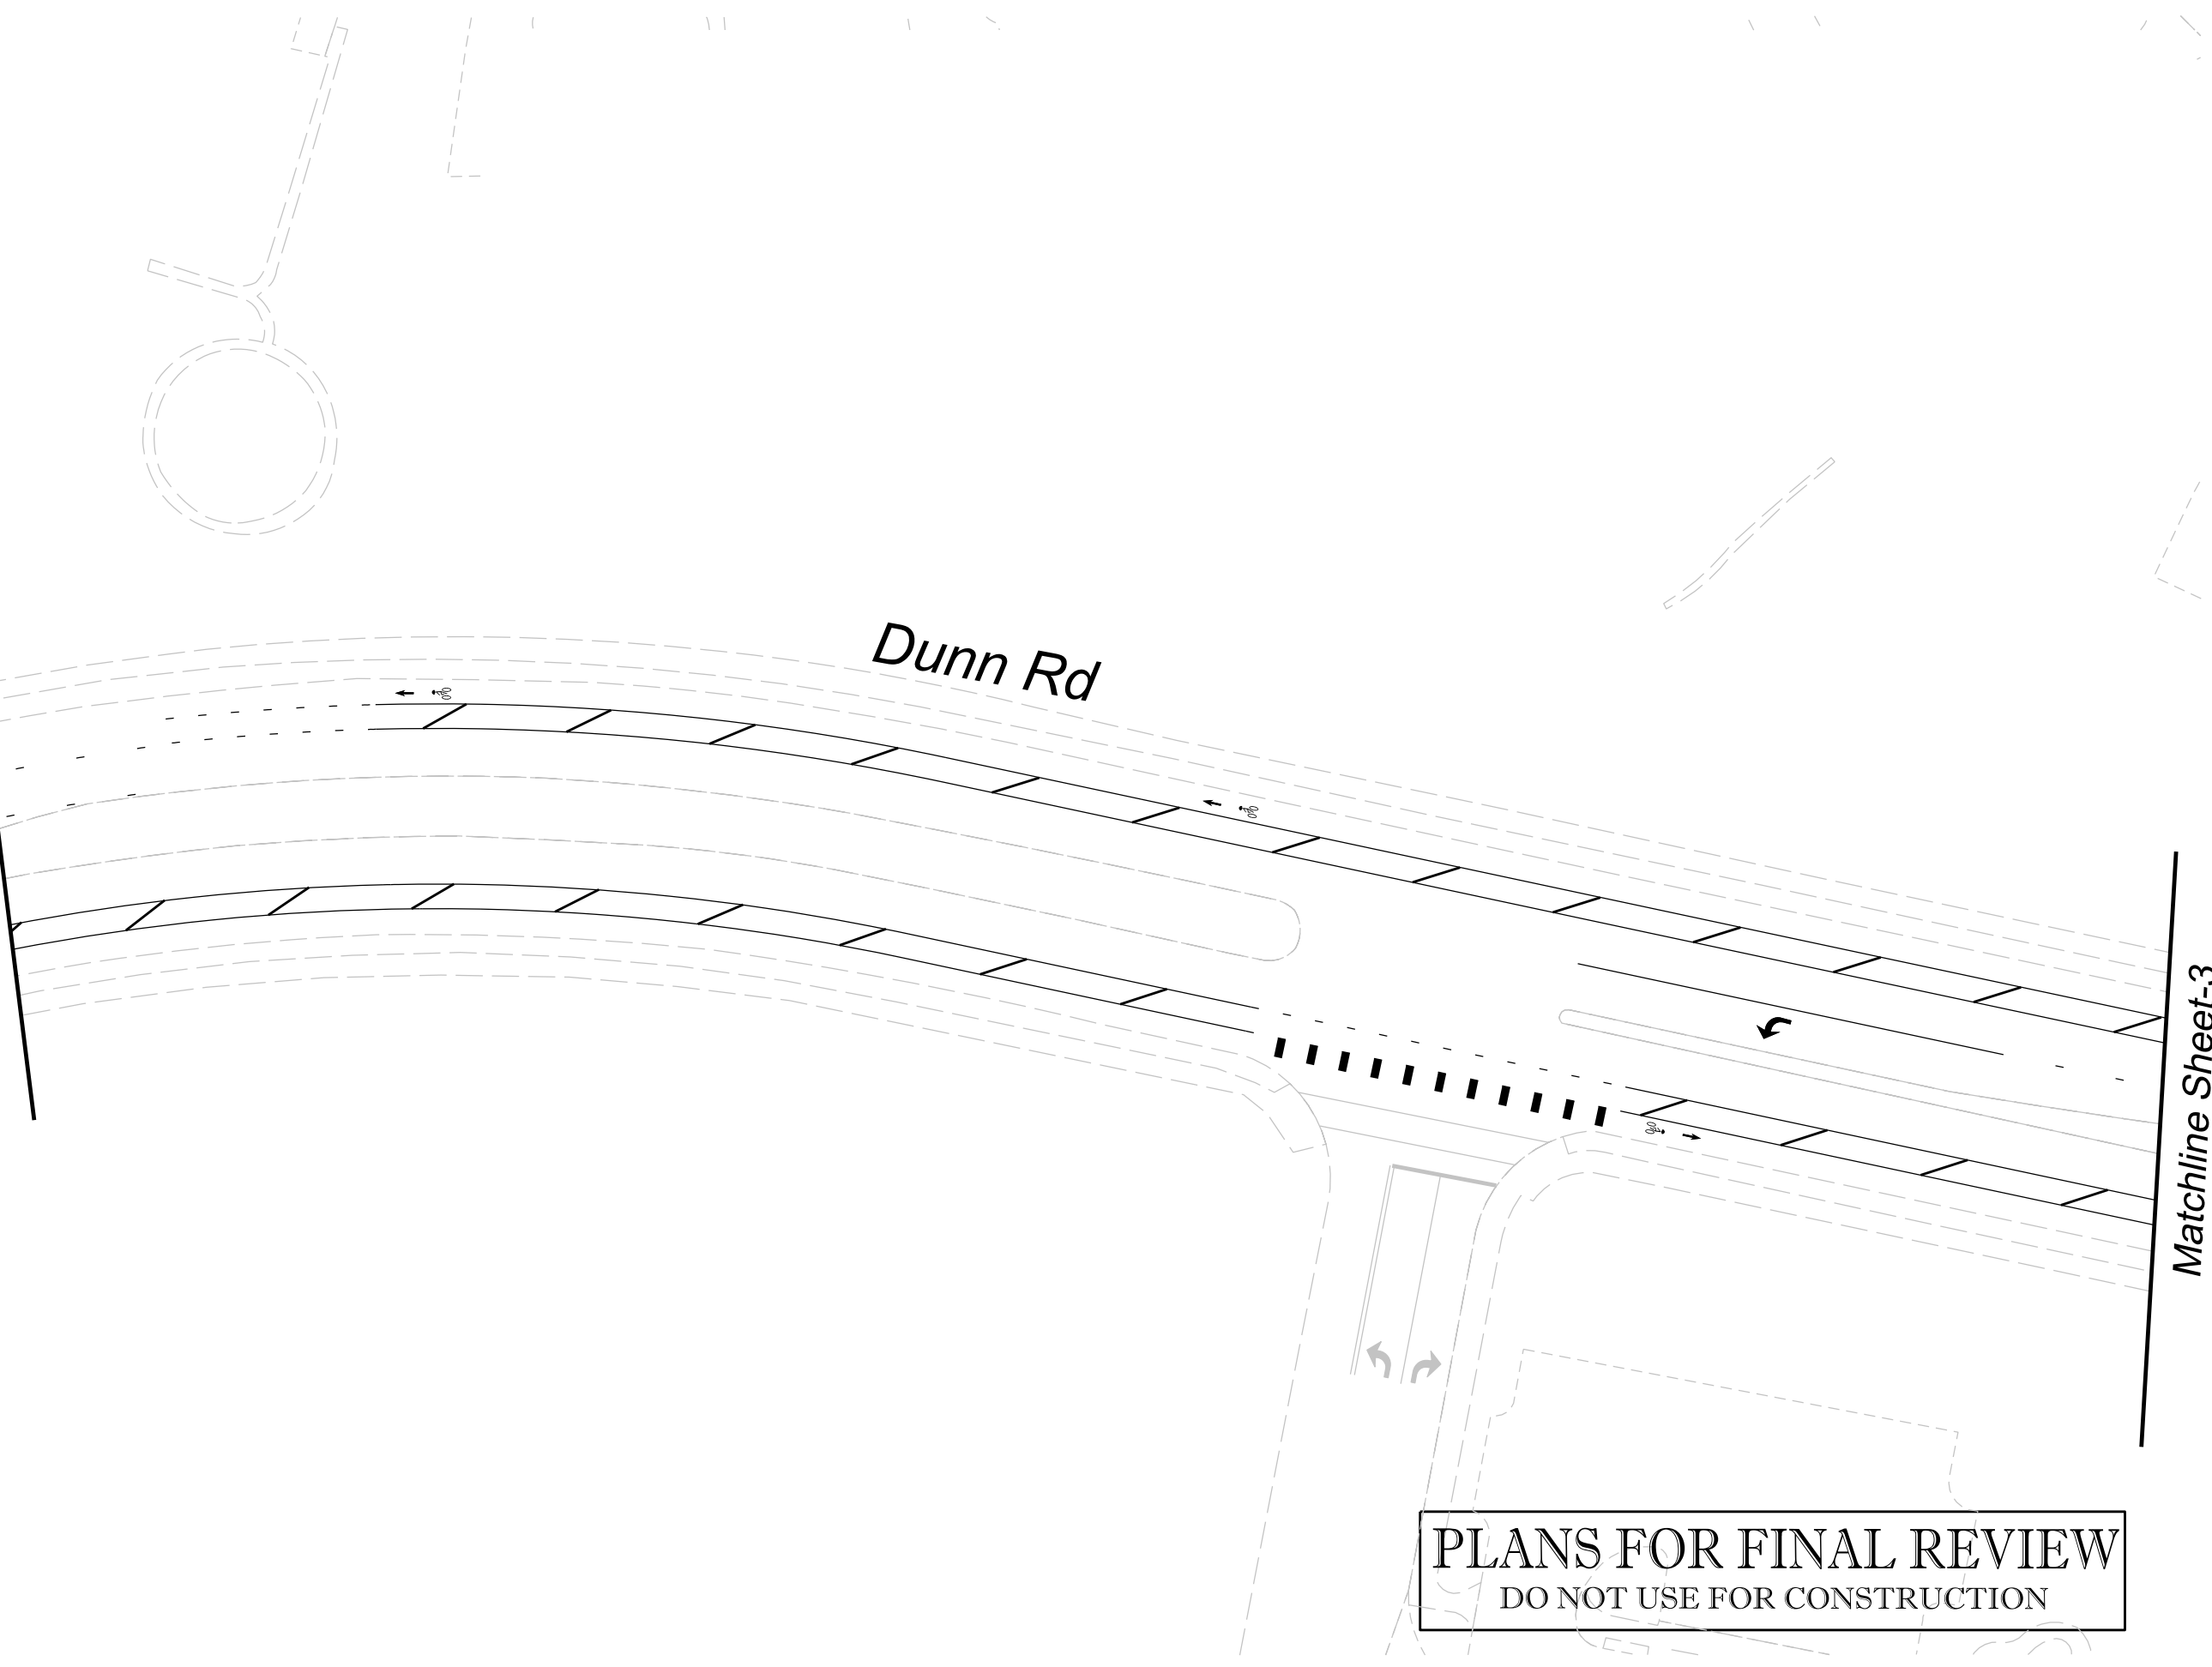 Dunn Rd
Matchline Sheet-3
PLANS FOR FINAL REVIEW
DO NOT USE FOR CONSTRUCTION